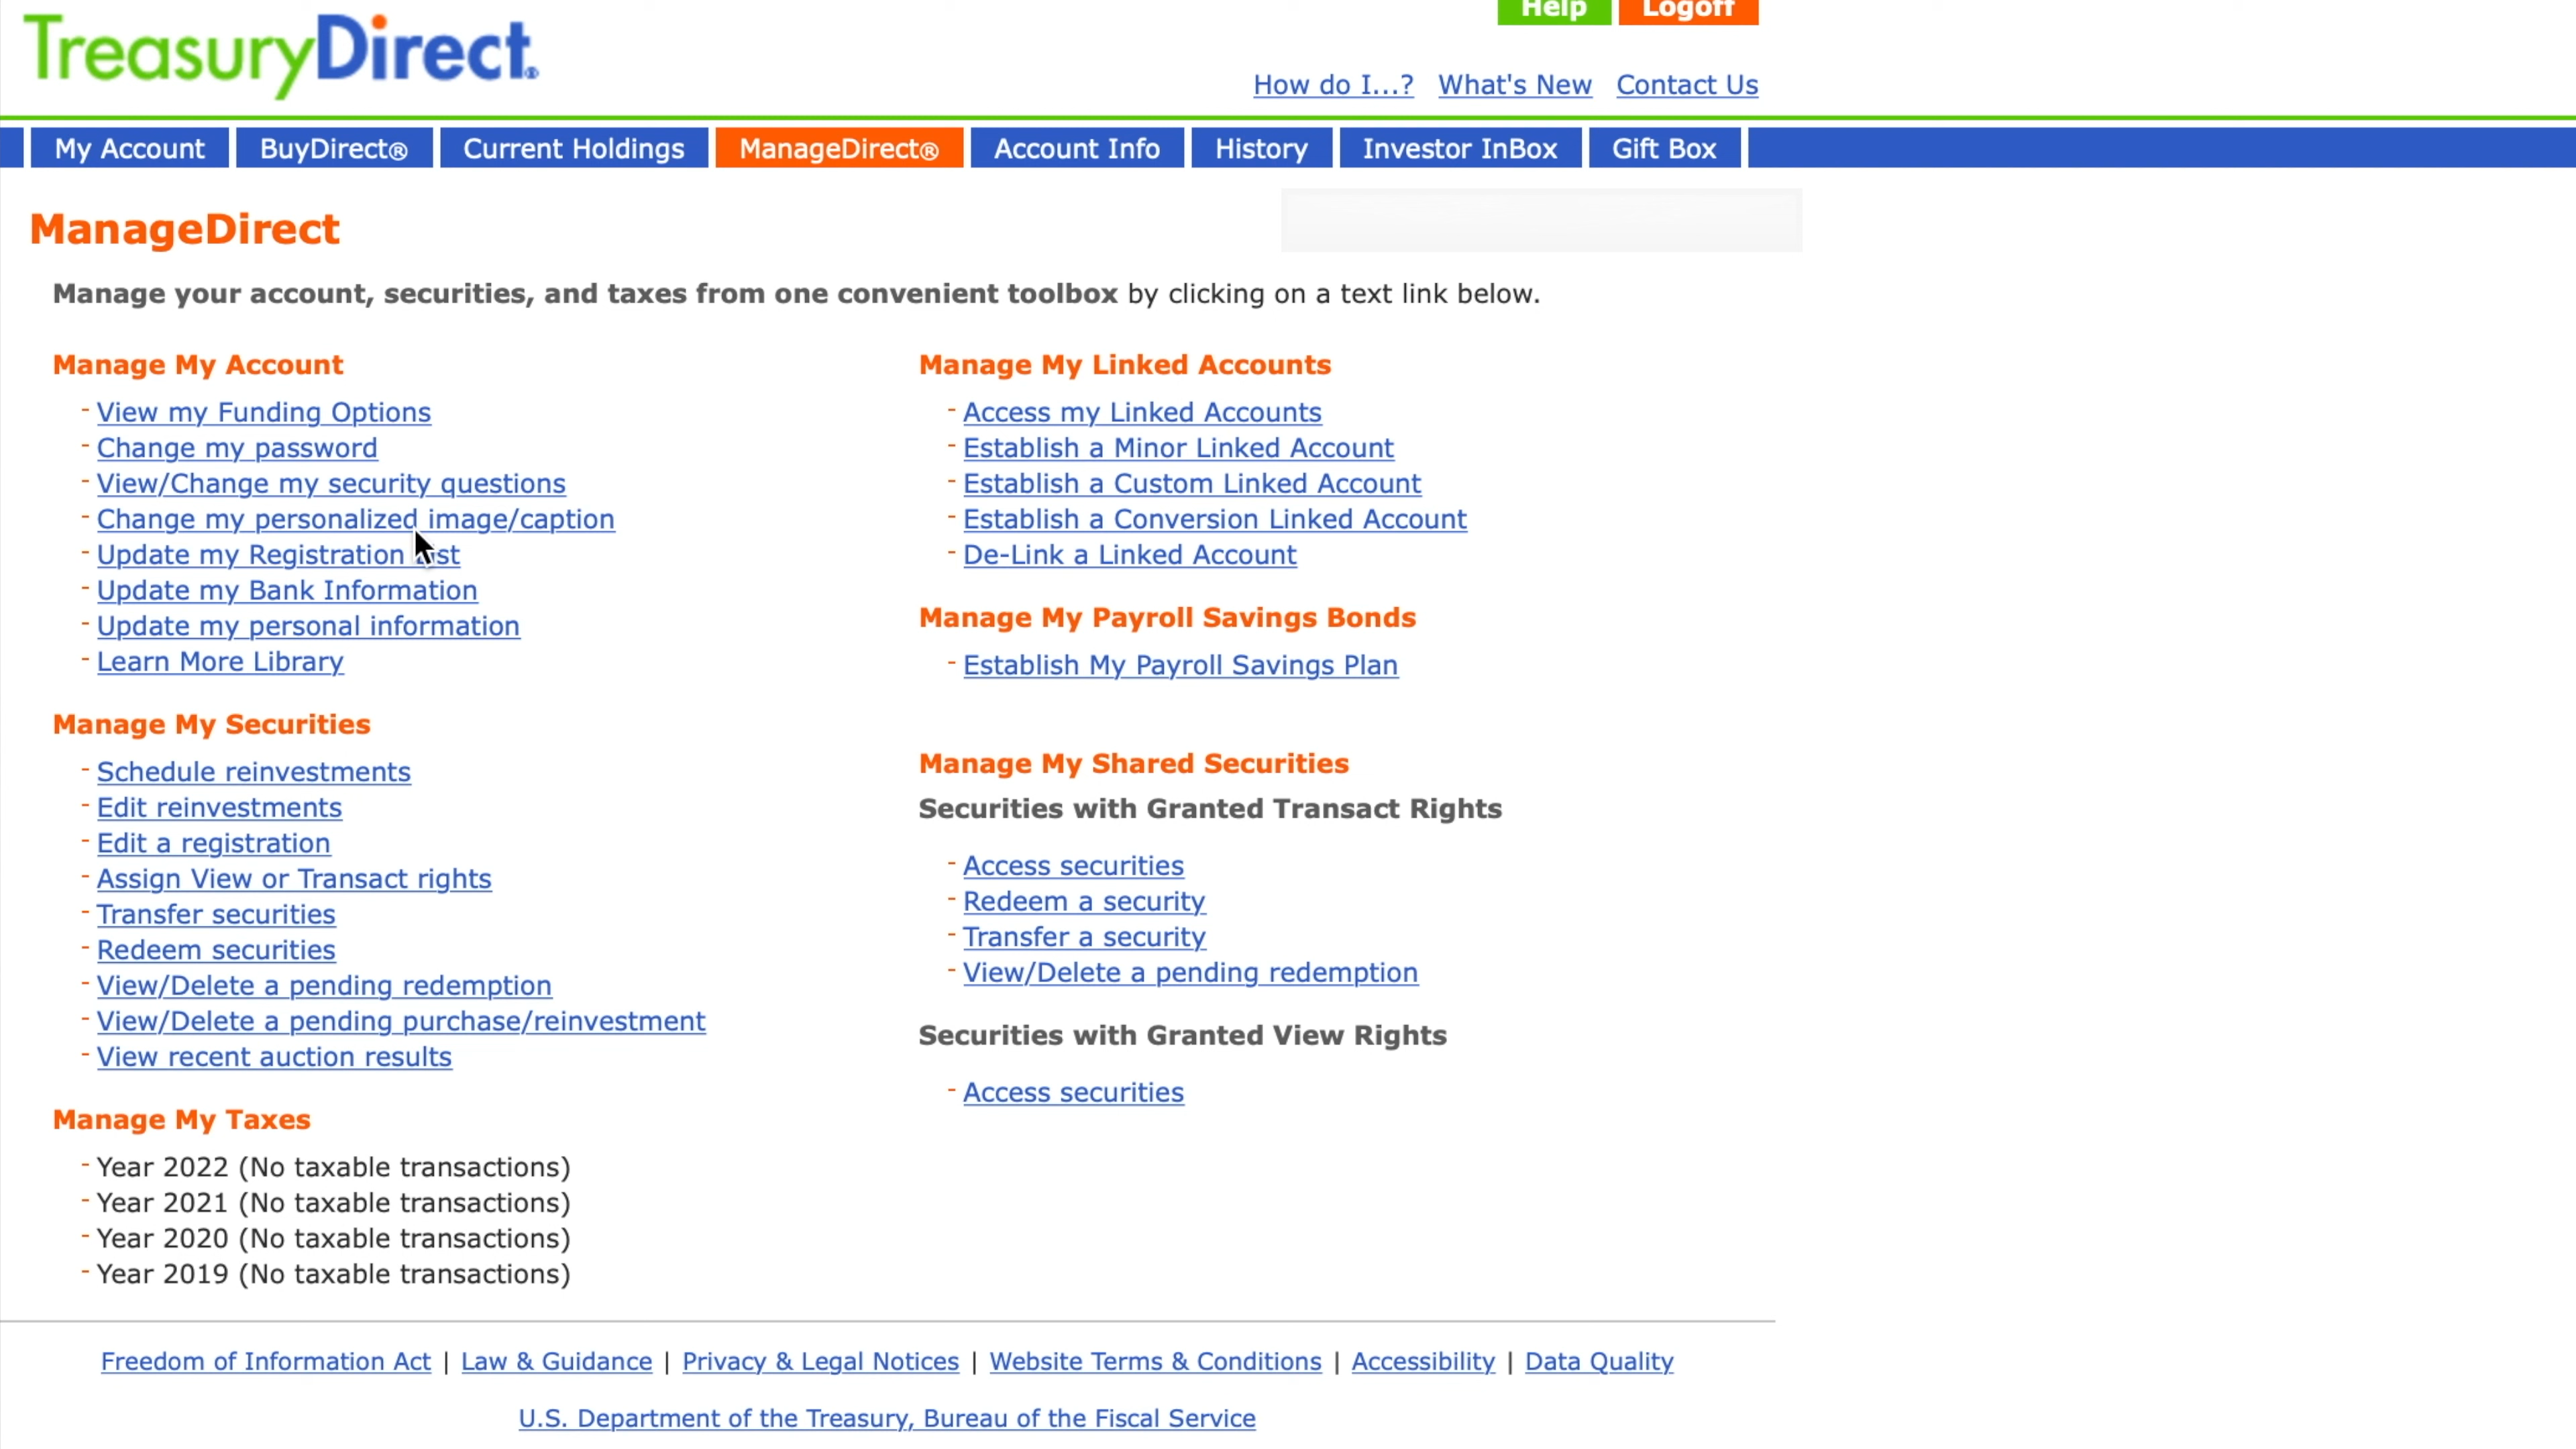 Help Logoff
TreasuryDirect®
How do I...? What's New Contact Us
My Account BuyDirect® Current Holdings ManageDirect® Account Info History Investor InBox Gift Box
ManageDirect
Manage your account, securities, and taxes from one convenient toolbox by clicking on a text link below.
Manage My Account
- View my Funding Options
- Change my password
- View/Change my security questions
- Change my personalized image/caption
- Update my Registration List
- Update my Bank Information
- Update my personal information
- Learn More Library
Manage My Securities
- Schedule reinvestments
- Edit reinvestments
- Edit a registration
- Assign View or Transact rights
- Transfer securities
- Redeem securities
- View/Delete a pending redemption
- View/Delete a pending purchase/reinvestment
- View recent auction results
Manage My Taxes
- Year 2022 (No taxable transactions)
- Year 2021 (No taxable transactions)
- Year 2020 (No taxable transactions)
- Year 2019 (No taxable transactions)
Manage My Linked Accounts
- Access my Linked Accounts
- Establish a Minor Linked Account
- Establish a Custom Linked Account
- Establish a Conversion Linked Account
- De-Link a Linked Account
Manage My Payroll Savings Bonds
- Establish My Payroll Savings Plan
Manage My Shared Securities
Securities with Granted Transact Rights
- Access securities
- Redeem a security
- Transfer a security
- View/Delete a pending redemption
Securities with Granted View Rights
- Access securities
Freedom of Information Act | Law & Guidance | Privacy & Legal Notices | Website Terms & Conditions | Accessibility | Data Quality
U.S. Department of the Treasury, Bureau of the Fiscal Service